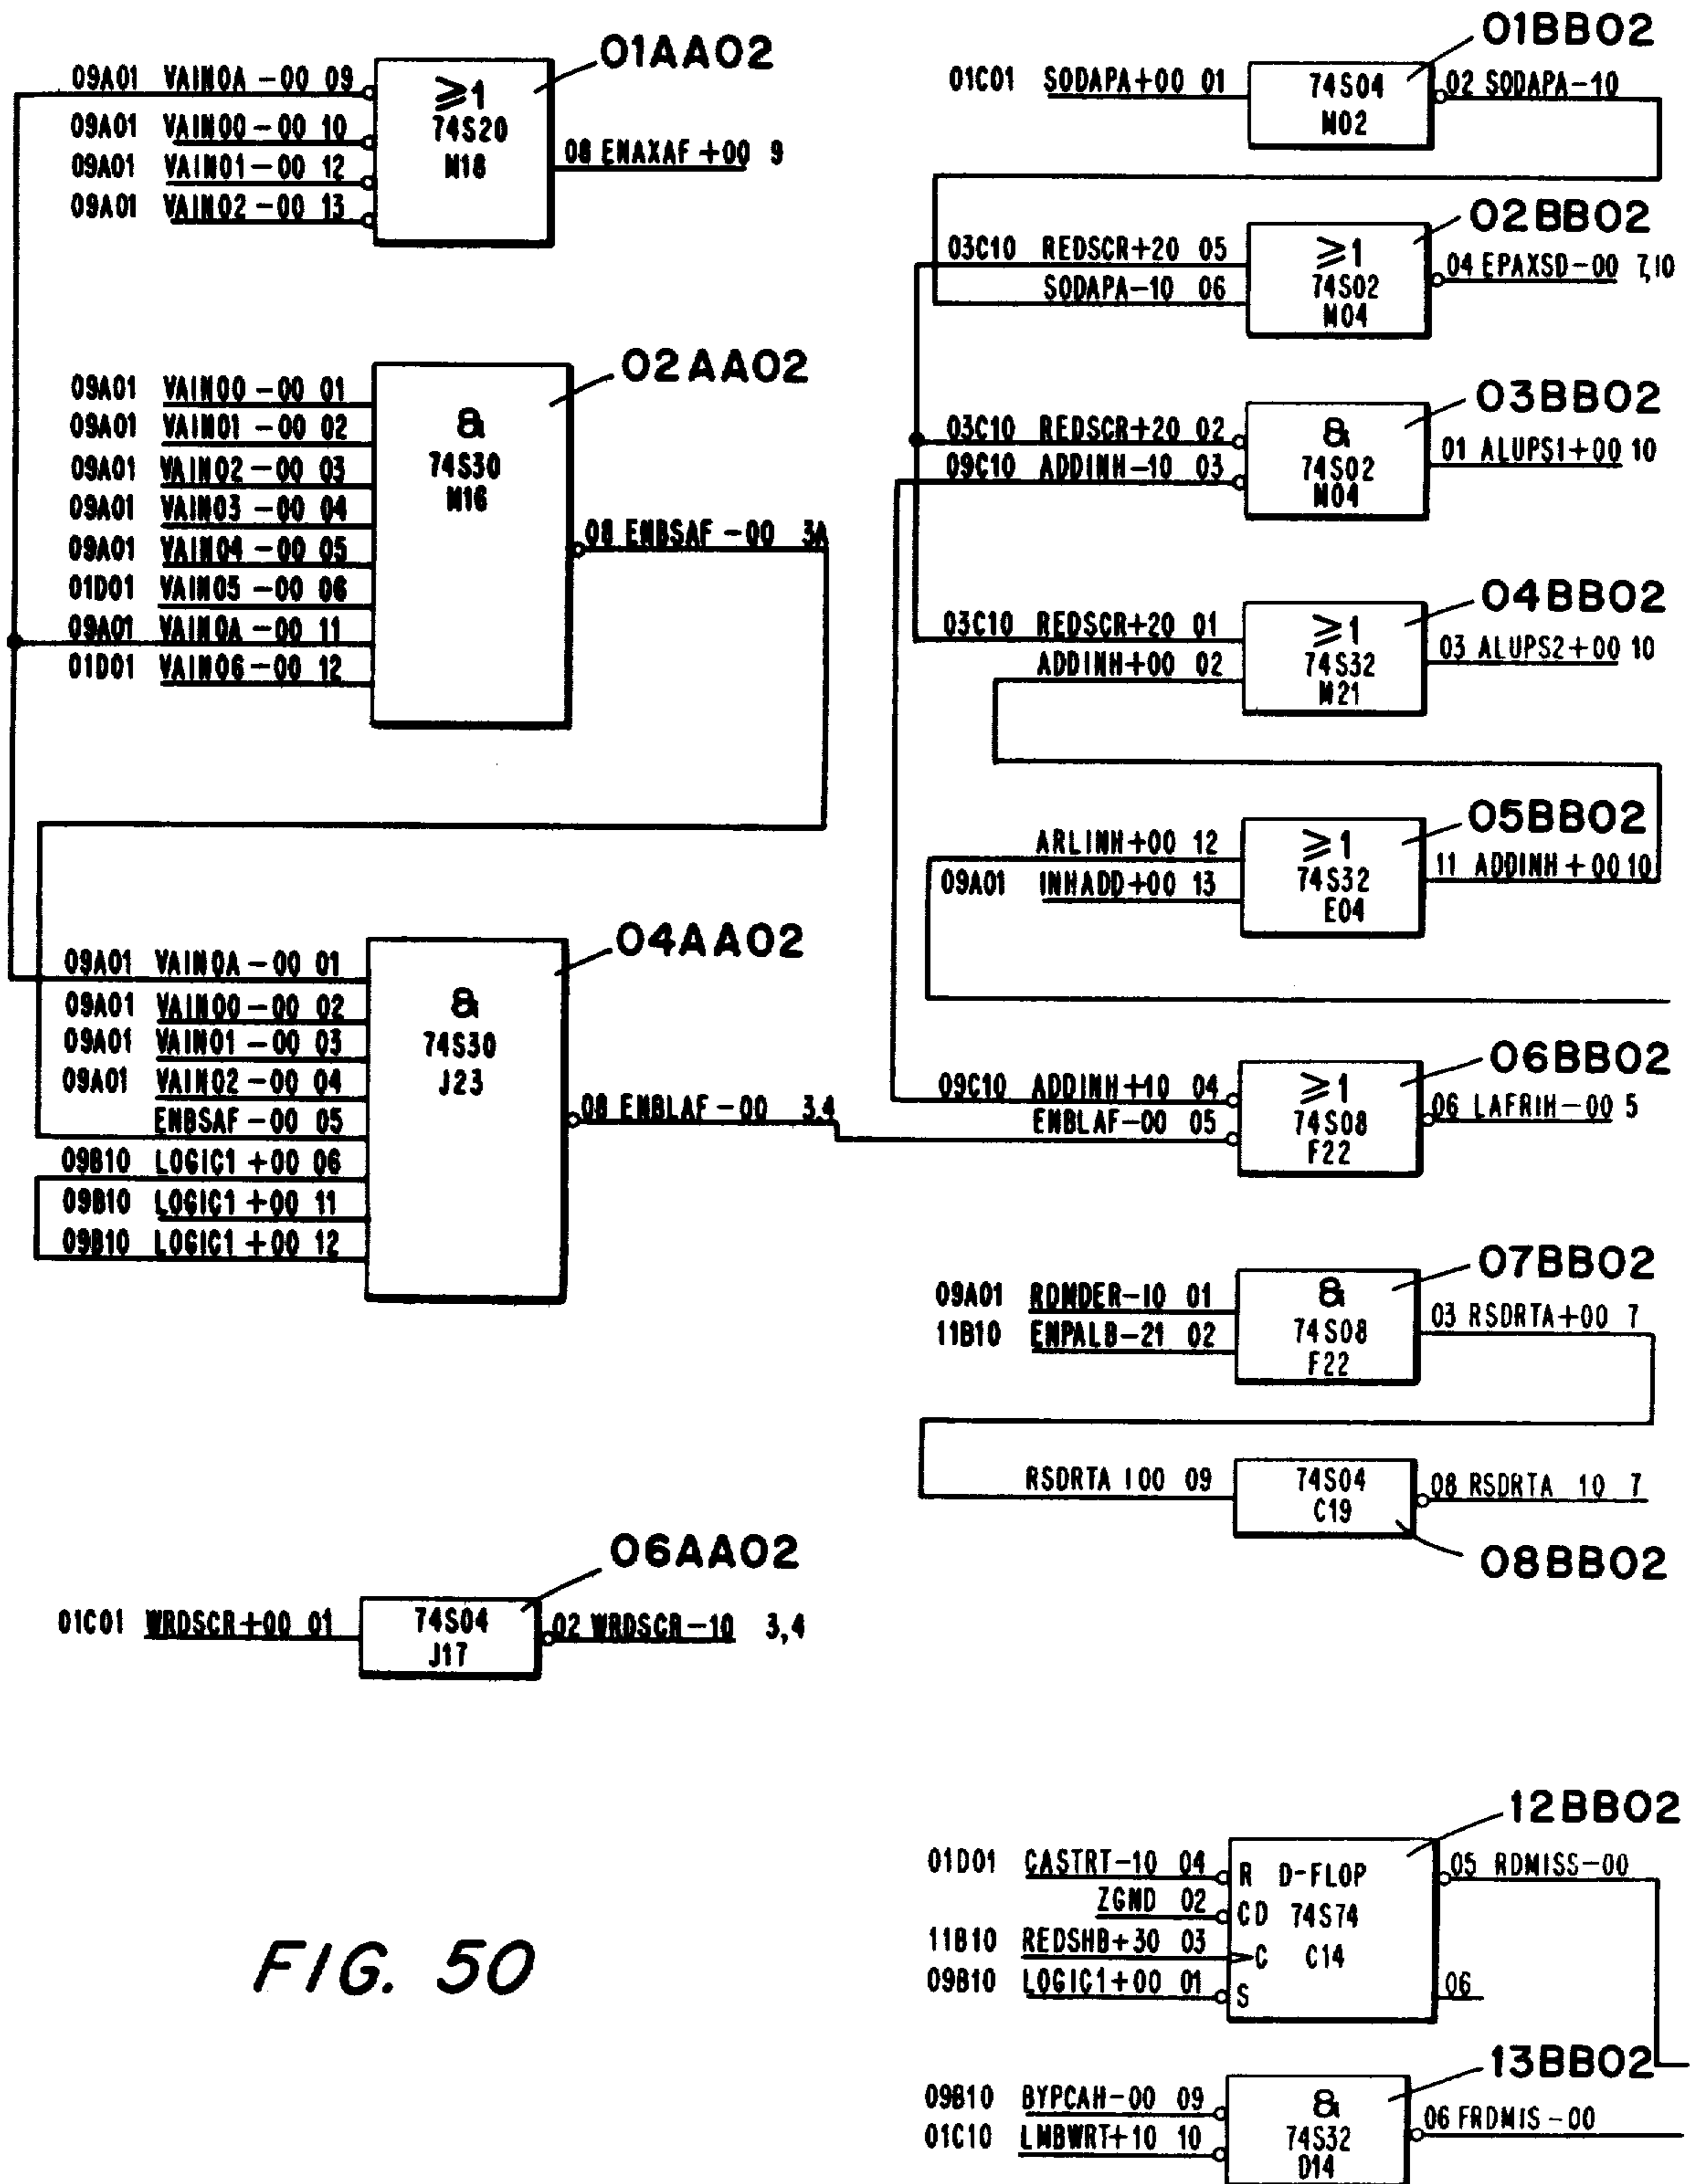 01AA02
09A01 VAIN0A-00 09
09A01 VAIN00-00 10
09A01 VAIN01-00 12
09A01 VAIN02-00 13
≥1
74S20
M18
08 ENAXAF+00 9
02AA02
09A01 VAIN00-00 01
09A01 VAIN01-00 02
09A01 VAIN02-00 03
09A01 VAIN03-00 04
09A01 VAIN04-00 05
01D01 VAIN05-00 06
09A01 VAIN0A-00 11
01D01 VAIN06-00 12
&
74S30
M16
08 ENBSAF-00 3A
04AA02
09A01 VAIN0A-00 01
09A01 VAIN00-00 02
09A01 VAIN01-00 03
09A01 VAIN02-00 04
ENBSAF-00 05
09B10 LOGIC1+00 06
09B10 LOGIC1+00 11
09B10 LOGIC1+00 12
&
74S30
J23
08 ENBLAF-00 3,4
06AA02
01C01 WRDSCR+00 01
74S04
J17
02 WRDSCR-10 3,4
FIG. 50
01BB02
01C01 SODAPA+00 01
74S04
M02
02 SODAPA-10
02BB02
03C10 REDSCR+20 05
SODAPA-10 06
≥1
74S02
M04
04 EPAXSD-00 7,10
03BB02
03C10 REDSCR+20 02
09C10 ADDINH-10 03
&
74S02
M04
01 ALUPS1+00 10
04BB02
03C10 REDSCR+20 01
ADDINH+00 02
≥1
74S32
M21
03 ALUPS2+00 10
05BB02
ARLINH+00 12
09A01 INHADD+00 13
≥1
74S32
E04
11 ADDINH+00 10
06BB02
09C10 ADDINH+10 04
ENBLAF-00 05
≥1
74S08
F22
06 LAFRIH-00 5
07BB02
09A01 RDMDER-10 01
11B10 ENPALB-21 02
&
74S08
F22
03 RSDRTA+00 7
RSDRTA 100 09
74S04
C19
08 RSDRTA 10 7
08BB02
12BB02
01D01 CASTRT-10 04
ZGND 02
11B10 REDSHB+30 03
09B10 LOGIC1+00 01
R D-FLOP
CD 74S74
C C14
S
05 RDMISS-00
06
13BB02
09B10 BYPCAH-00 09
01C10 LMBWRT+10 10
&
74S32
D14
06 FRDMIS-00